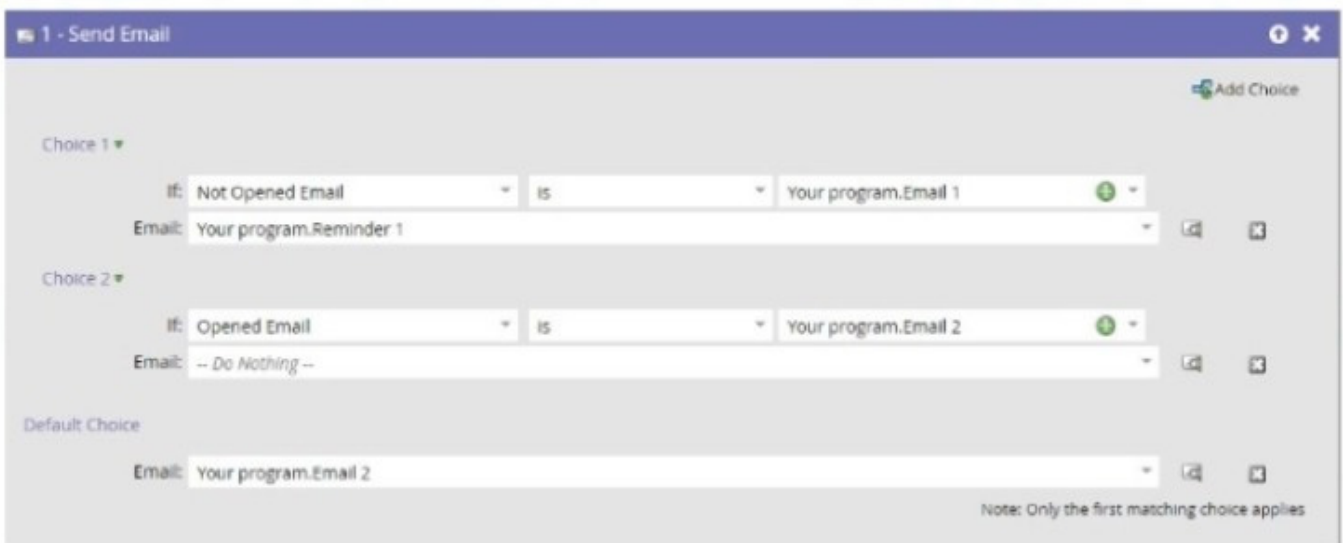 1 - Send Email
Add Choice
Choice 1
If: Not Opened Email is Your program.Email 1
Email: Your program.Reminder 1
Choice 2
If: Opened Email is Your program.Email 2
Email: -- Do Nothing --
Default Choice
Email: Your program.Email 2
Note: Only the first matching choice applies